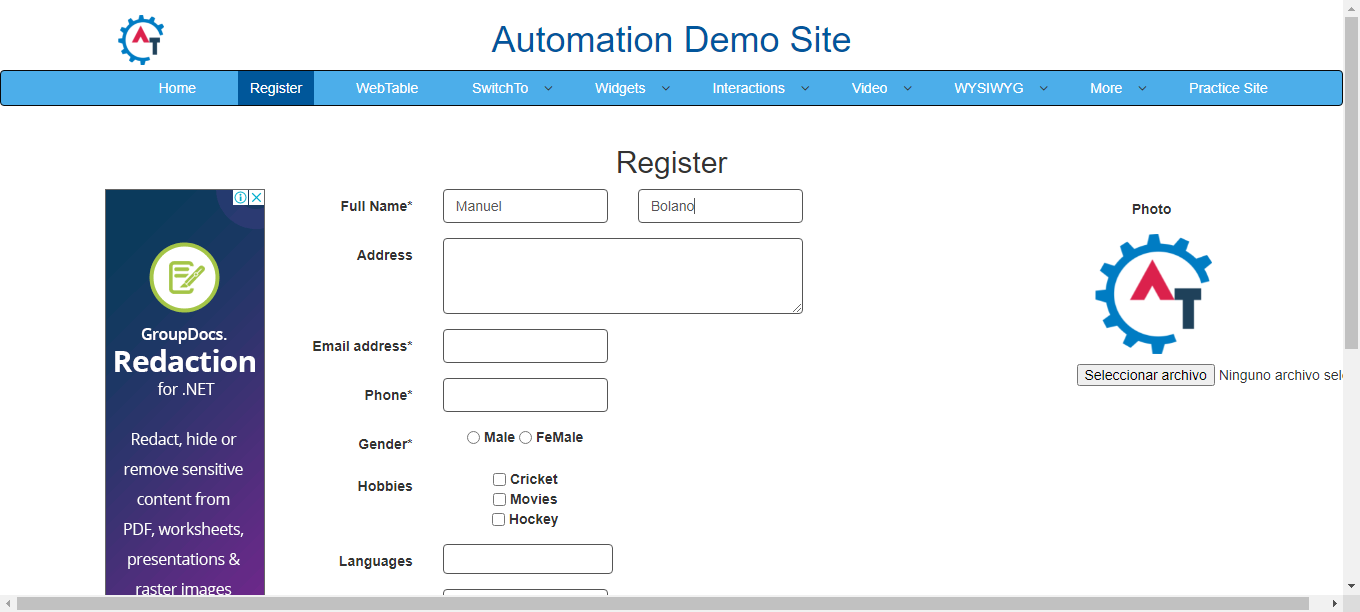 Automation Demo Site
Home Register WebTable SwitchTo Widgets Interactions Video WYSIWYG More Practice Site
Register
Full Name* Manuel Bolano
Photo
Address
Email address*
Phone*
Gender* Male FeMale
Hobbies
Cricket
Movies
Hockey
Languages
Seleccionar archivo Ninguno archivo sel
GroupDocs.
Redaction
for .NET
Redact, hide or
remove sensitive
content from
PDF, worksheets,
presentations &
raster images
AT
AT